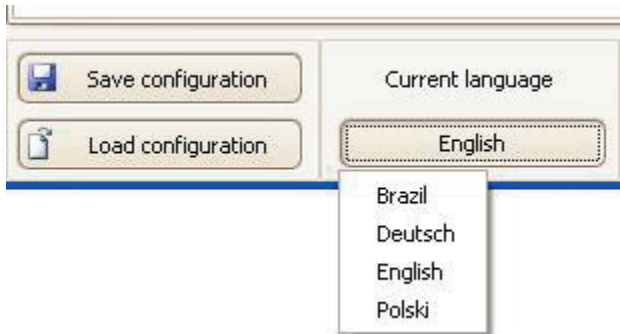 Save configuration
Load configuration
Current language
English
Brazil
Deutsch
English
Polski